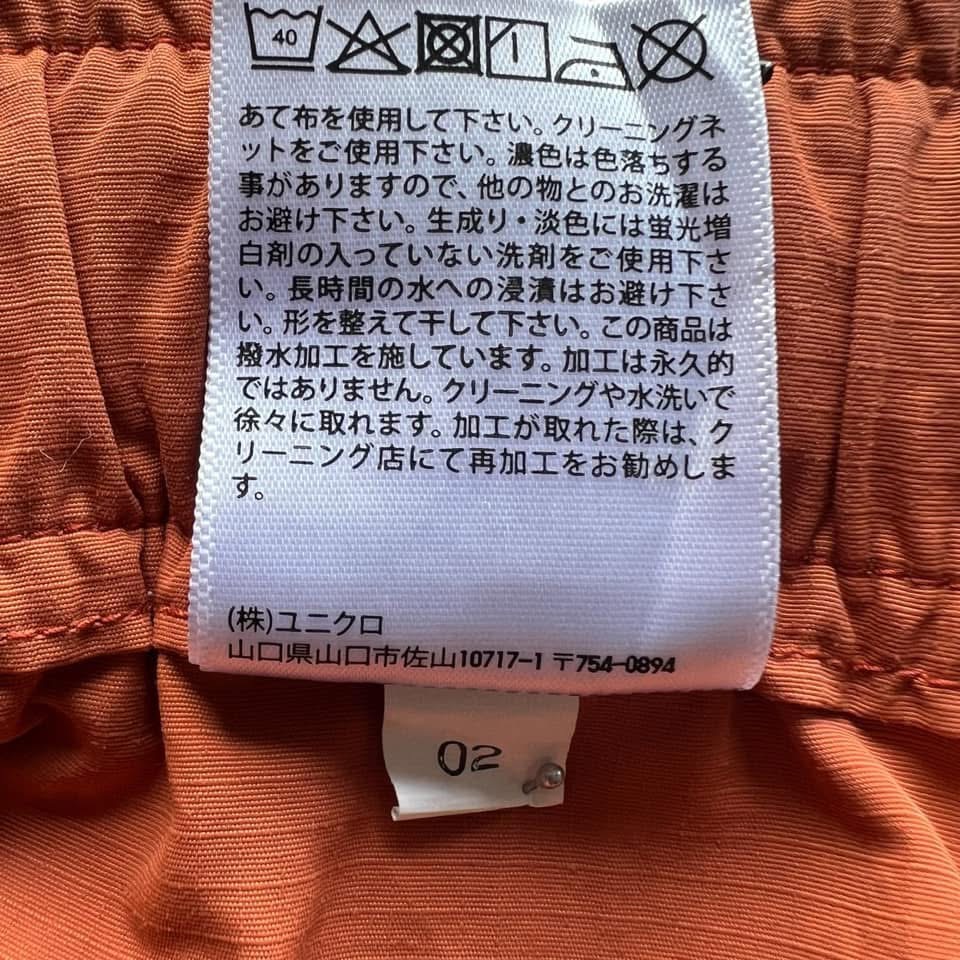 40
あて布を使用して下さい。クリーニングネ
ットをご使用下さい。濃色は色落ちする
事がありますので、他の物とのお洗濯は
お避け下さい。生成り・淡色には蛍光増
白剤の入っていない洗剤をご使用下さ
い。長時間の水への浸漬はお避け下さ
い。形を整えて干して下さい。この商品は
撥水加工を施しています。加工は永久的
ではありません。クリーニングや水洗いで
徐々に取れます。加工が取れた際は、ク
リーニング店にて再加工をお勧めしま
す。
(株)ユニクロ
山口県山口市佐山10717-1 〒754-0894
02